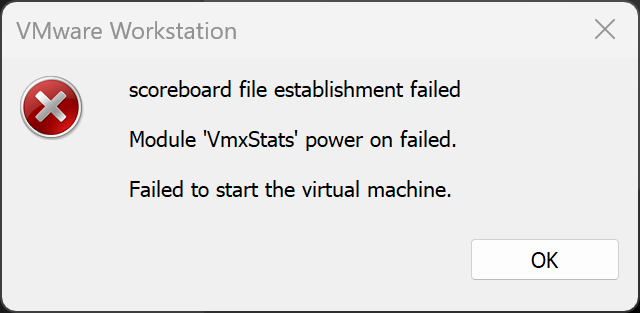 VMware Workstation
scoreboard file establishment failed
Module 'VmxStats' power on failed.
Failed to start the virtual machine.
OK